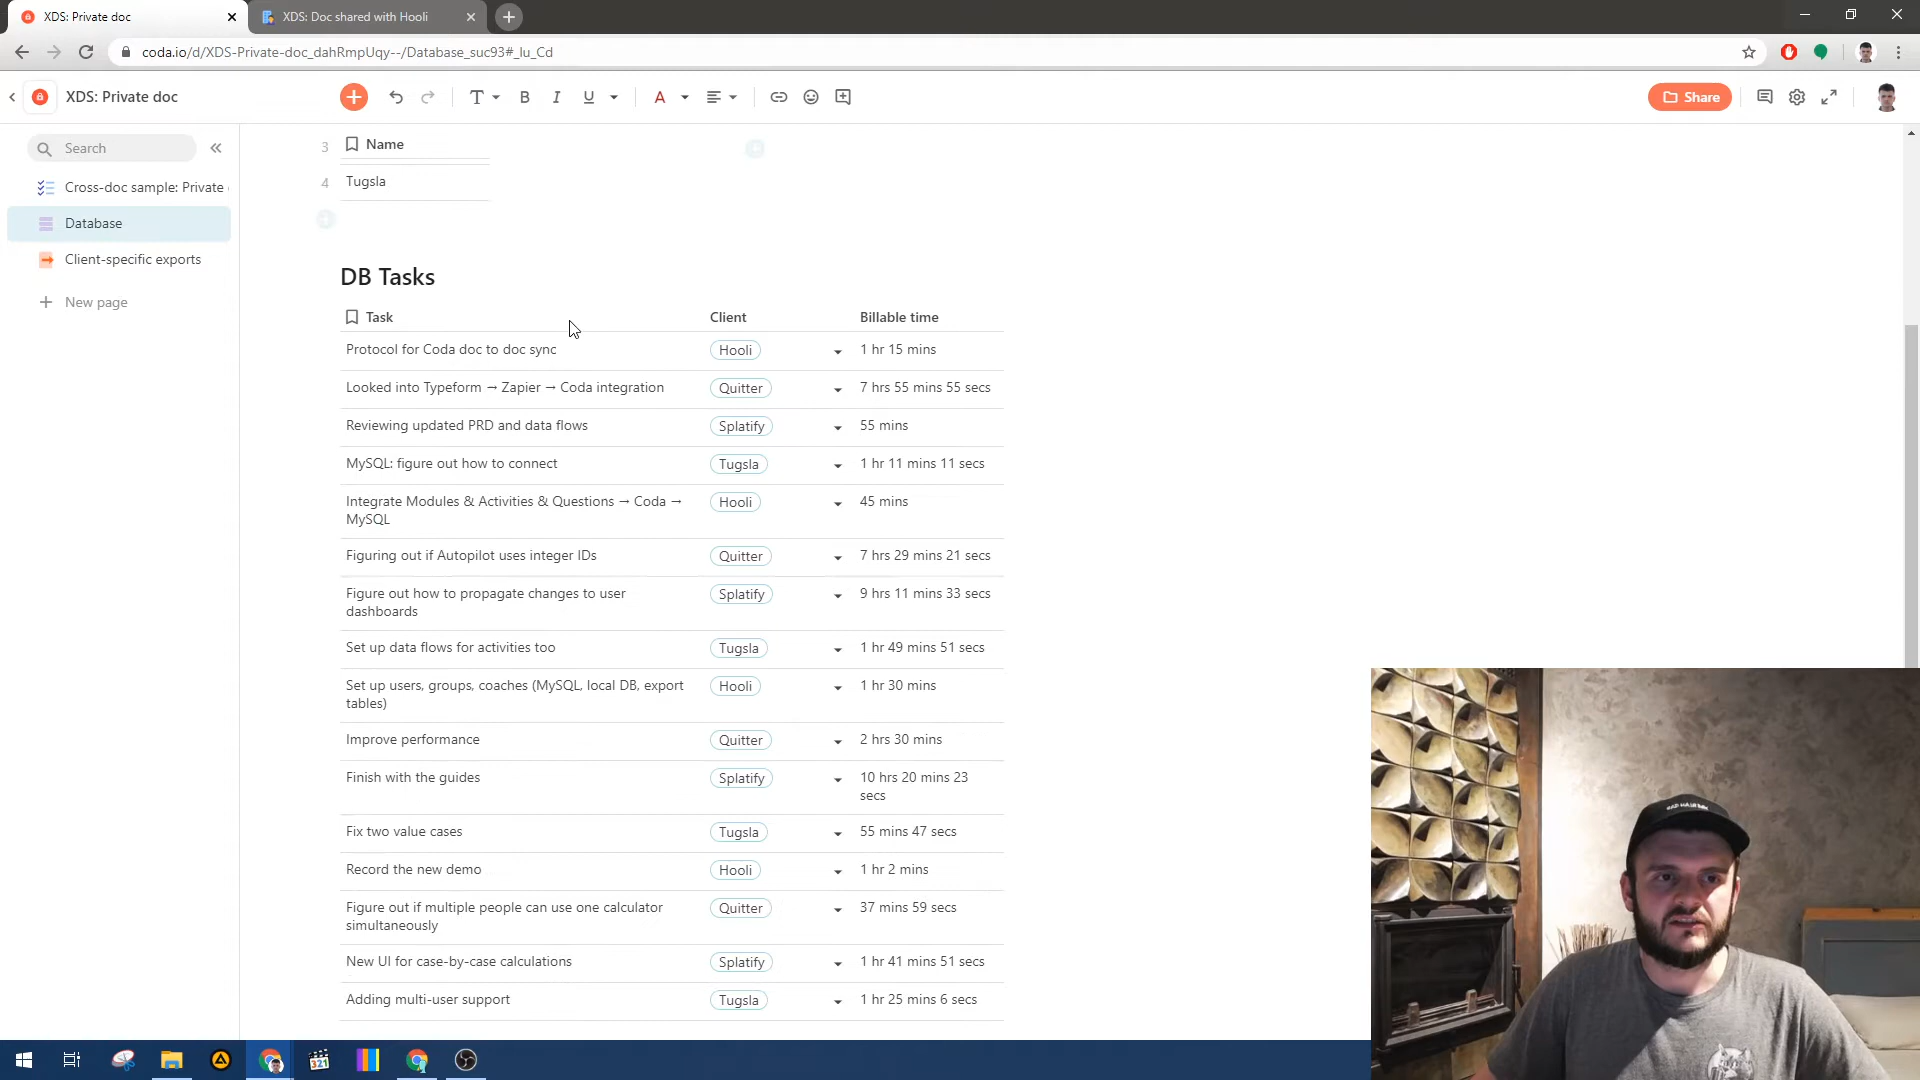 XDS: Private doc
XDS: Doc shared with Hooli
coda.io/d/XDS-Private-doc_dahRmpUqy--/Database_suc93#_lu_Cd
XDS: Private doc
T
B
I
U
A
Share
Search
Cross-doc sample: Private
Database
Client-specific exports
New page
3 Name
4 Tugsla
DB Tasks
Task Client Billable time
Protocol for Coda doc to doc sync Hooli 1 hr 15 mins
Looked into Typeform → Zapier → Coda integration Quitter 7 hrs 55 mins 55 secs
Reviewing updated PRD and data flows Splatify 55 mins
MySQL: figure out how to connect Tugsla 1 hr 11 mins 11 secs
Integrate Modules & Activities & Questions → Coda → Hooli 45 mins
MySQL
Figuring out if Autopilot uses integer IDs Quitter 7 hrs 29 mins 21 secs
Figure out how to propagate changes to user Splatify 9 hrs 11 mins 33 secs
dashboards
Set up data flows for activities too Tugsla 1 hr 49 mins 51 secs
Set up users, groups, coaches (MySQL, local DB, export Hooli 1 hr 30 mins
tables)
Improve performance Quitter 2 hrs 30 mins
Finish with the guides Splatify 10 hrs 20 mins 23
secs
Fix two value cases Tugsla 55 mins 47 secs
Record the new demo Hooli 1 hr 2 mins
Figure out if multiple people can use one calculator Quitter 37 mins 59 secs
simultaneously
New UI for case-by-case calculations Splatify 1 hr 41 mins 51 secs
Adding multi-user support Tugsla 1 hr 25 mins 6 secs
321